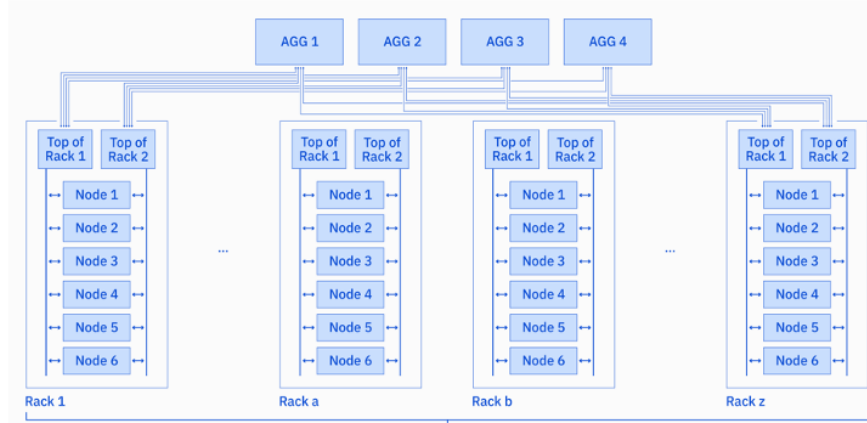 AGG 1
AGG 2
AGG 3
AGG 4
Top of
Rack 1
Top of
Rack 2
Node 1
Node 2
Node 3
Node 4
Node 5
Node 6
Rack 1
...
Top of
Rack 1
Top of
Rack 2
Node 1
Node 2
Node 3
Node 4
Node 5
Node 6
Rack a
Top of
Rack 1
Top of
Rack 2
Node 1
Node 2
Node 3
Node 4
Node 5
Node 6
Rack b
...
Top of
Rack 1
Top of
Rack 2
Node 1
Node 2
Node 3
Node 4
Node 5
Node 6
Rack z